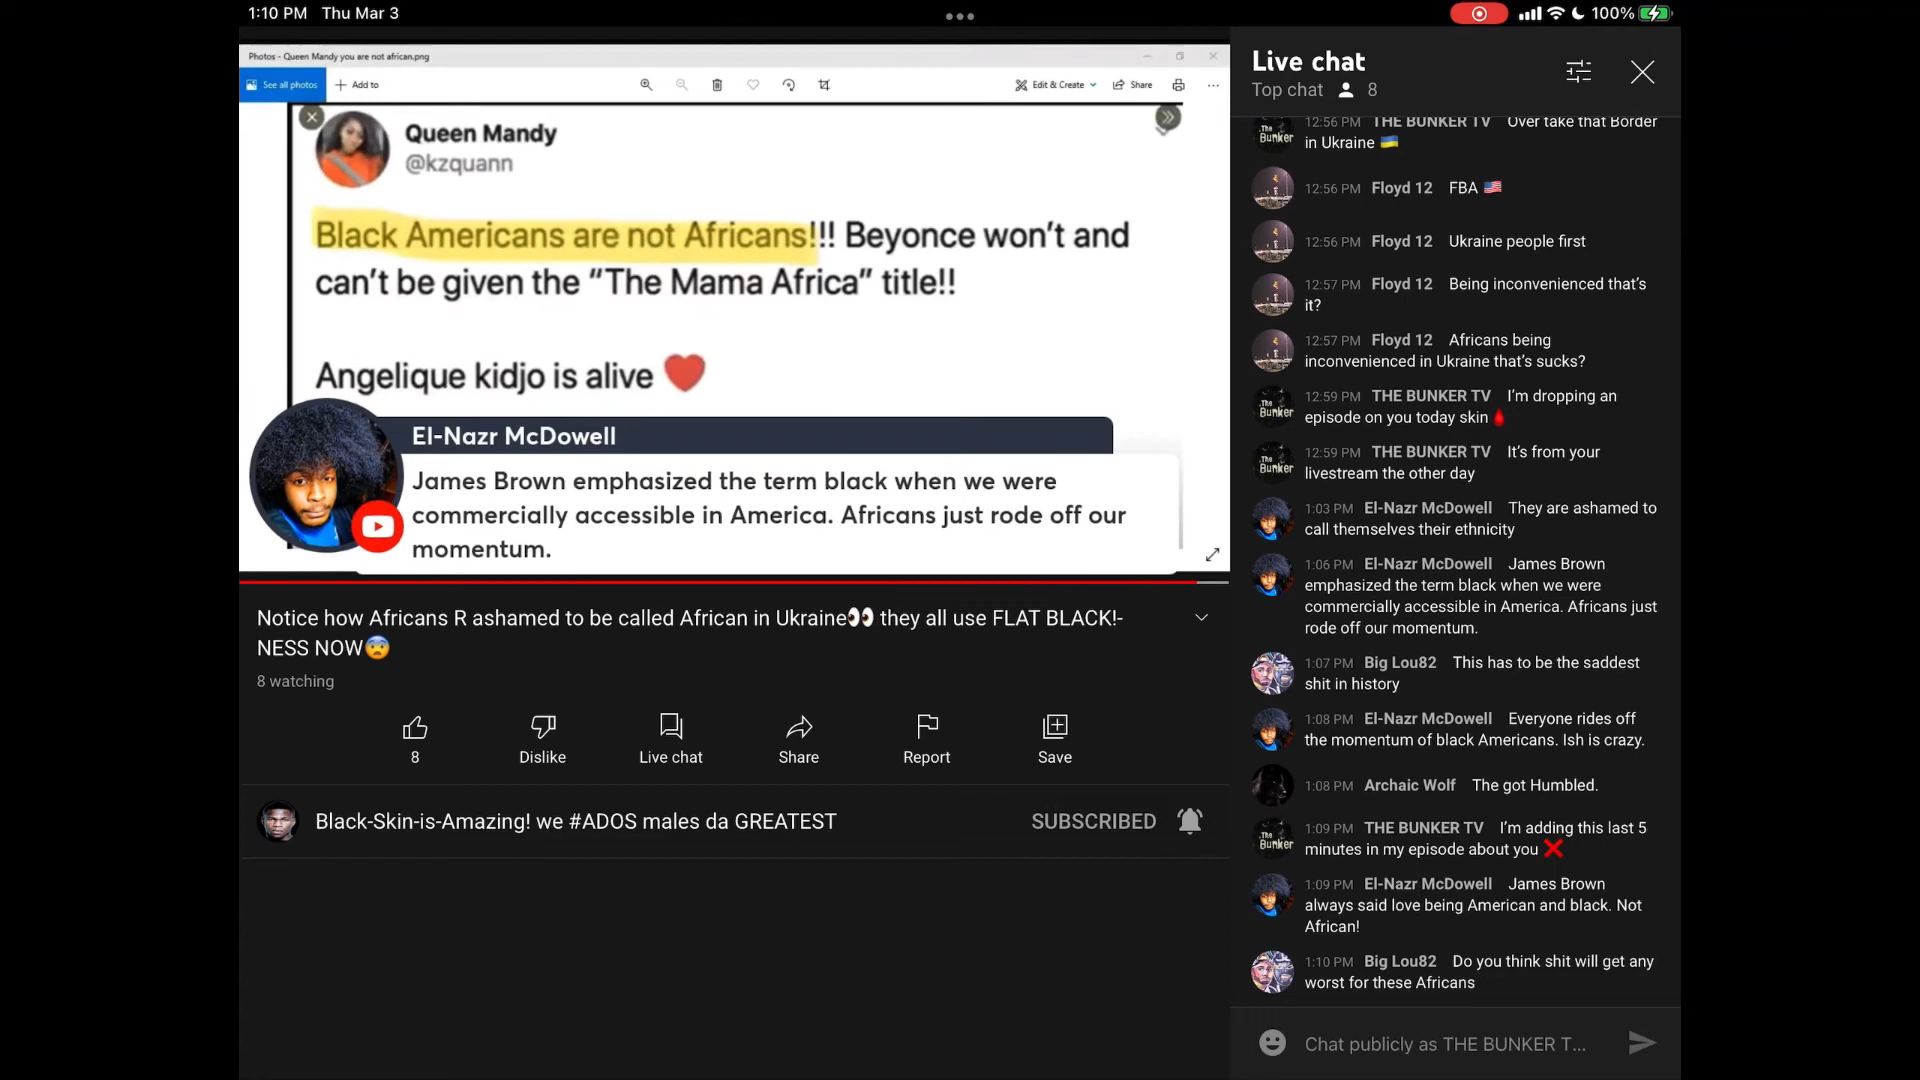 1:10 PM Thu Mar 3
100%
Photos - Queen Mandy you are not african.png
See all photos
Add to
Edit & Create
Share
Queen Mandy
@kzquann
Black Americans are not Africans!!! Beyonce won't and
can't be given the “The Mama Africa” title!!
Angelique kidjo is alive ❤️
El-Nazr McDowell
James Brown emphasized the term black when we were
commercially accessible in America. Africans just rode off our
momentum.
Notice how Africans R ashamed to be called African in Ukraine👀 they all use FLAT BLACK!-
NESS NOW😨
8 watching
8
Dislike
Live chat
Share
Report
Save
Black-Skin-is-Amazing! we #ADOS males da GREATEST
SUBSCRIBED
Live chat
Top chat 8
The Bunker
12:56 PM THE BUNKER TV Over take that Border
in Ukraine 🇺🇦
12:56 PM Floyd 12 FBA 🇺🇸
12:56 PM Floyd 12 Ukraine people first
12:57 PM Floyd 12 Being inconvenienced that's
it?
12:57 PM Floyd 12 Africans being
inconvenienced in Ukraine that's sucks?
The Bunker
12:59 PM THE BUNKER TV I'm dropping an
episode on you today skin🩸
The Bunker
12:59 PM THE BUNKER TV It's from your
livestream the other day
1:03 PM El-Nazr McDowell They are ashamed to
call themselves their ethnicity
1:06 PM El-Nazr McDowell James Brown
emphasized the term black when we were
commercially accessible in America. Africans just
rode off our momentum.
1:07 PM Big Lou82 This has to be the saddest
shit in history
1:08 PM El-Nazr McDowell Everyone rides off
the momentum of black Americans. Ish is crazy.
1:08 PM Archaic Wolf The got Humbled.
The Bunker
1:09 PM THE BUNKER TV I'm adding this last 5
minutes in my episode about you ❌
1:09 PM El-Nazr McDowell James Brown
always said love being American and black. Not
African!
1:10 PM Big Lou82 Do you think shit will get any
worst for these Africans
Chat publicly as THE BUNKER T...